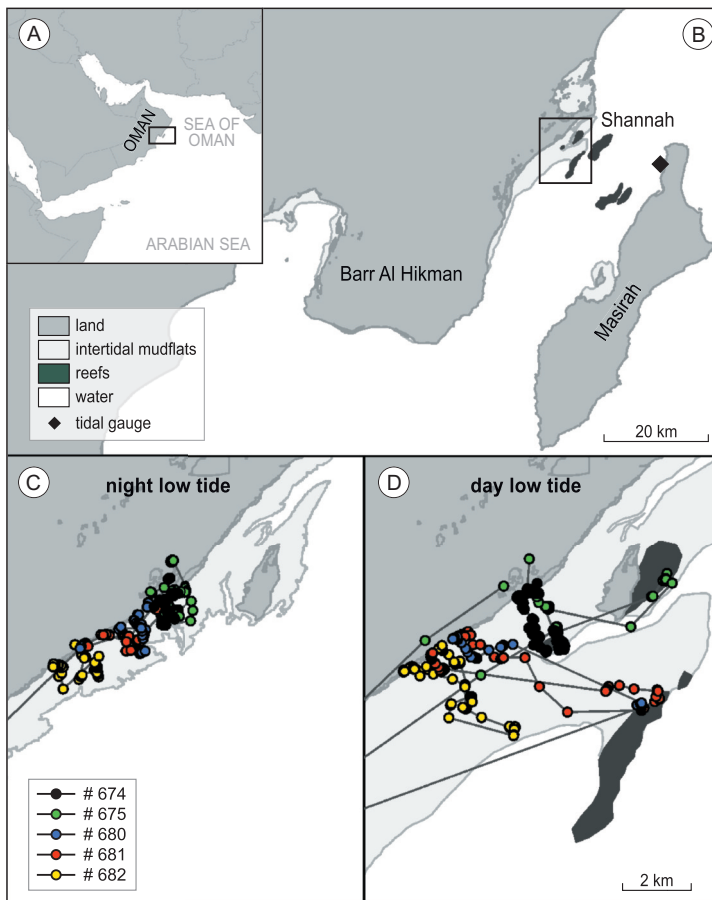 A
OMAN
SEA OF
OMAN
ARABIAN SEA
B
Shannah
Barr Al Hikman
Masirah
land
intertidal mudflats
reefs
water
tidal gauge
20 km
C
night low tide
D
day low tide
# 674
# 675
# 680
# 681
# 682
2 km